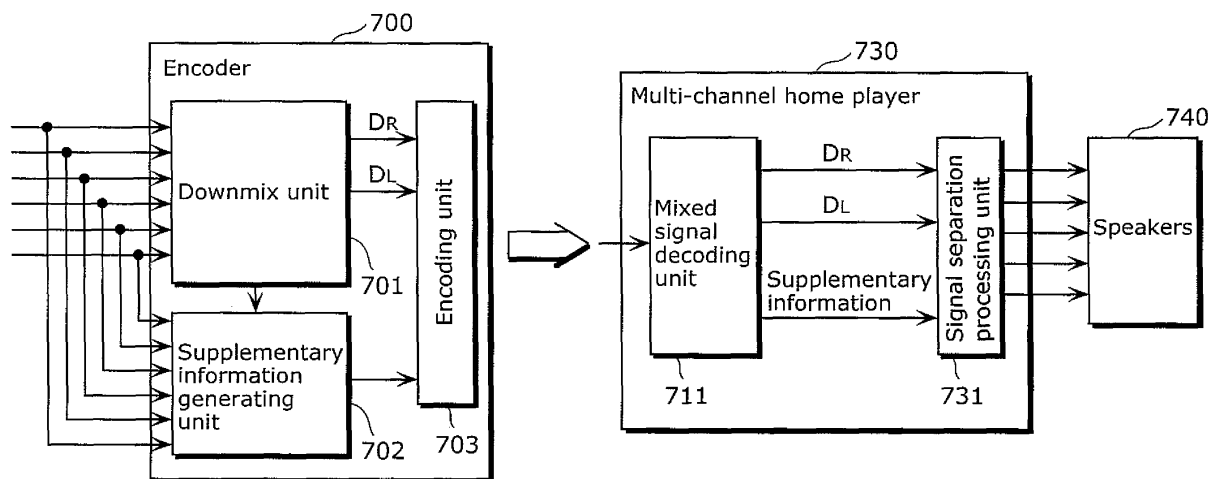 700
Encoder
Downmix unit
701
DR
DL
Encoding unit
703
Supplementary
information
generating
unit
702
730
Multi-channel home player
Mixed
signal
decoding
unit
711
DR
DL
Supplementary
information
Signal separation
processing unit
731
740
Speakers